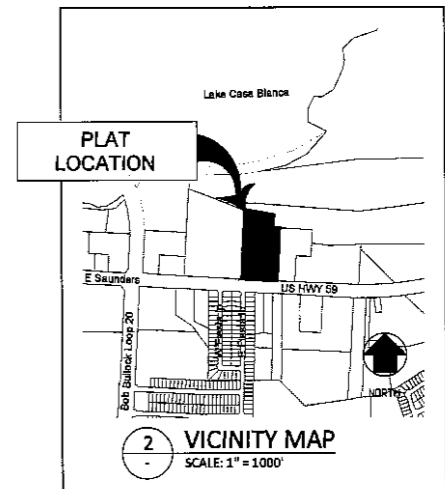 Lake Casa Blanca
PLAT
LOCATION
E Saunders
US HWY 59
Bob Bullock Loop 20
NORTH
2
-
VICINITY MAP
SCALE: 1" = 1000'